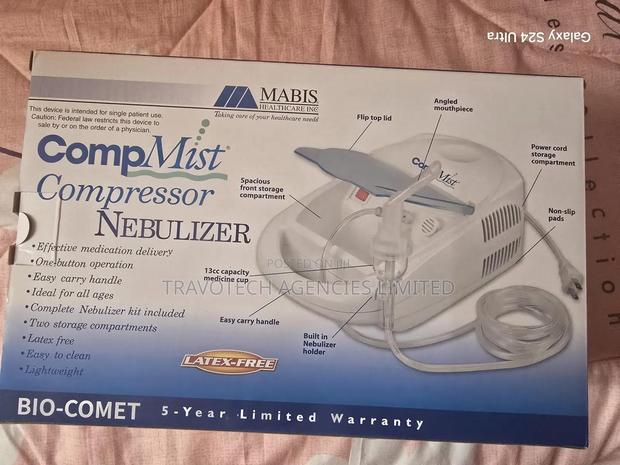 Galaxy S24 Ultra
MABIS
HEALTHCARE INC
Taking care of your healthcare needs
This device is intended for single patient use.
Caution: Federal law restricts this device to
sale by or on the order of a physician.
CompMist
Compressor
NEBULIZER
• Effective medication delivery
• One-button operation
• Easy carry handle
• Ideal for all ages
• Complete Nebulizer kit included
• Two storage compartments
• Latex free
• Easy to clean
• Lightweight
Angled
mouthpiece
Flip top lid
Spacious
front storage
compartment
Power cord
storage
compartment
Non-slip
pads
13cc capacity
medicine cup
Easy carry handle
Built in
Nebulizer
holder
CompMist
POSTED ON JIJI
TRAVOTECH AGENCIES LIMITED
LATEX-FREE
BIO-COMET 5-Year Limited Warranty
llection